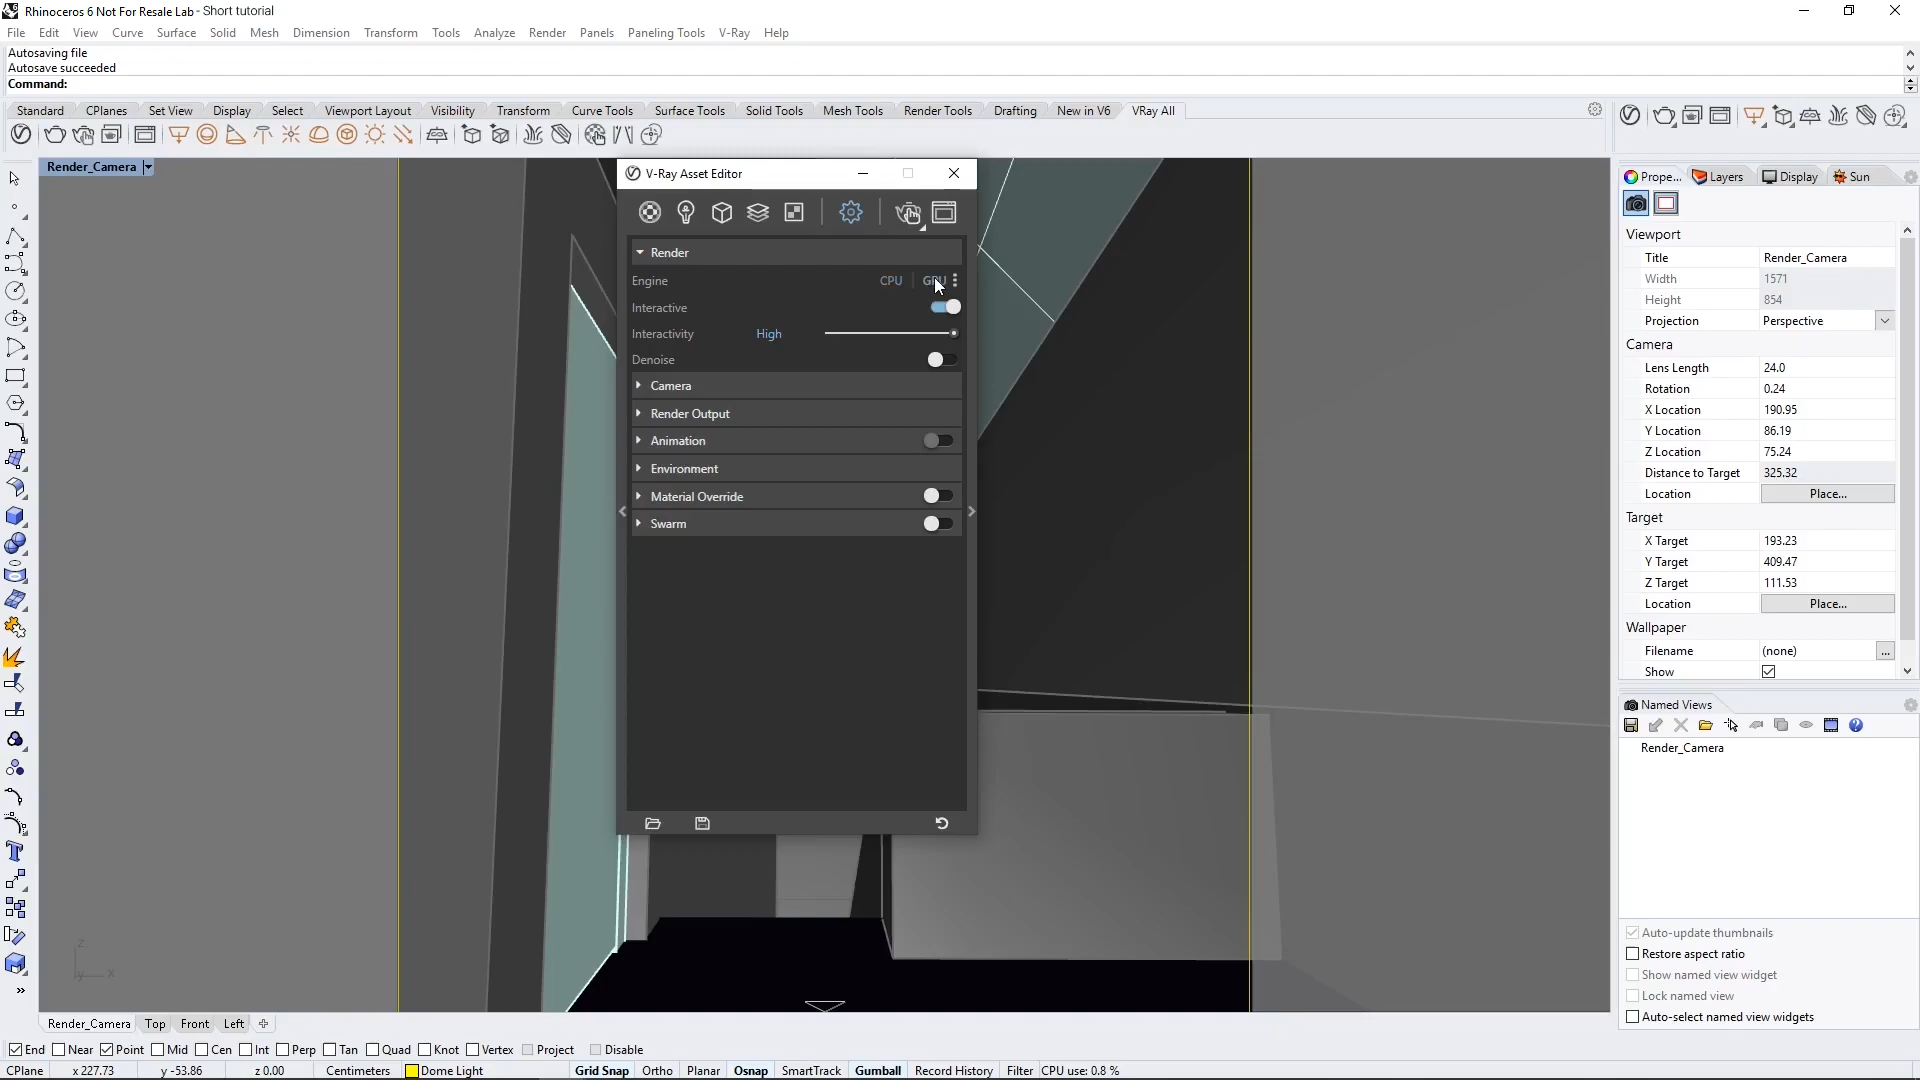 Rhinoceros 6 Not For Resale Lab - Short tutorial
File Edit View Curve Surface Solid Mesh Dimension Transform Tools Analyze Render Panels Paneling Tools V-Ray Help
Autosaving file
Autosave succeeded
Command:
Standard CPlanes Set View Display Select Viewport Layout Visibility Transform Curve Tools Surface Tools Solid Tools Mesh Tools Render Tools Drafting New in V6 VRay All
Render_Camera
V-Ray Asset Editor
Render
Engine CPU GPU
Interactive
Interactivity High
Denoise
Camera
Render Output
Animation
Environment
Material Override
Swarm
Prope... Layers Display Sun
Viewport
Title Render_Camera
Width 1571
Height 854
Projection Perspective
Camera
Lens Length 24.0
Rotation 0.24
X Location 190.95
Y Location 86.19
Z Location 75.24
Distance to Target 325.32
Location Place...
Target
X Target 193.23
Y Target 409.47
Z Target 111.53
Location Place...
Wallpaper
Filename (none) ...
Show
Named Views
Render_Camera
Auto-update thumbnails
Restore aspect ratio
Show named view widget
Lock named view
Auto-select named view widgets
z
y x
Render_Camera Top Front Left
End Near Point Mid Cen Int Perp Tan Quad Knot Vertex Project Disable
CPlane x 227.73 y -53.86 z 0.00 Centimeters Dome Light Grid Snap Ortho Planar Osnap SmartTrack Gumball Record History Filter CPU use: 0.8 %